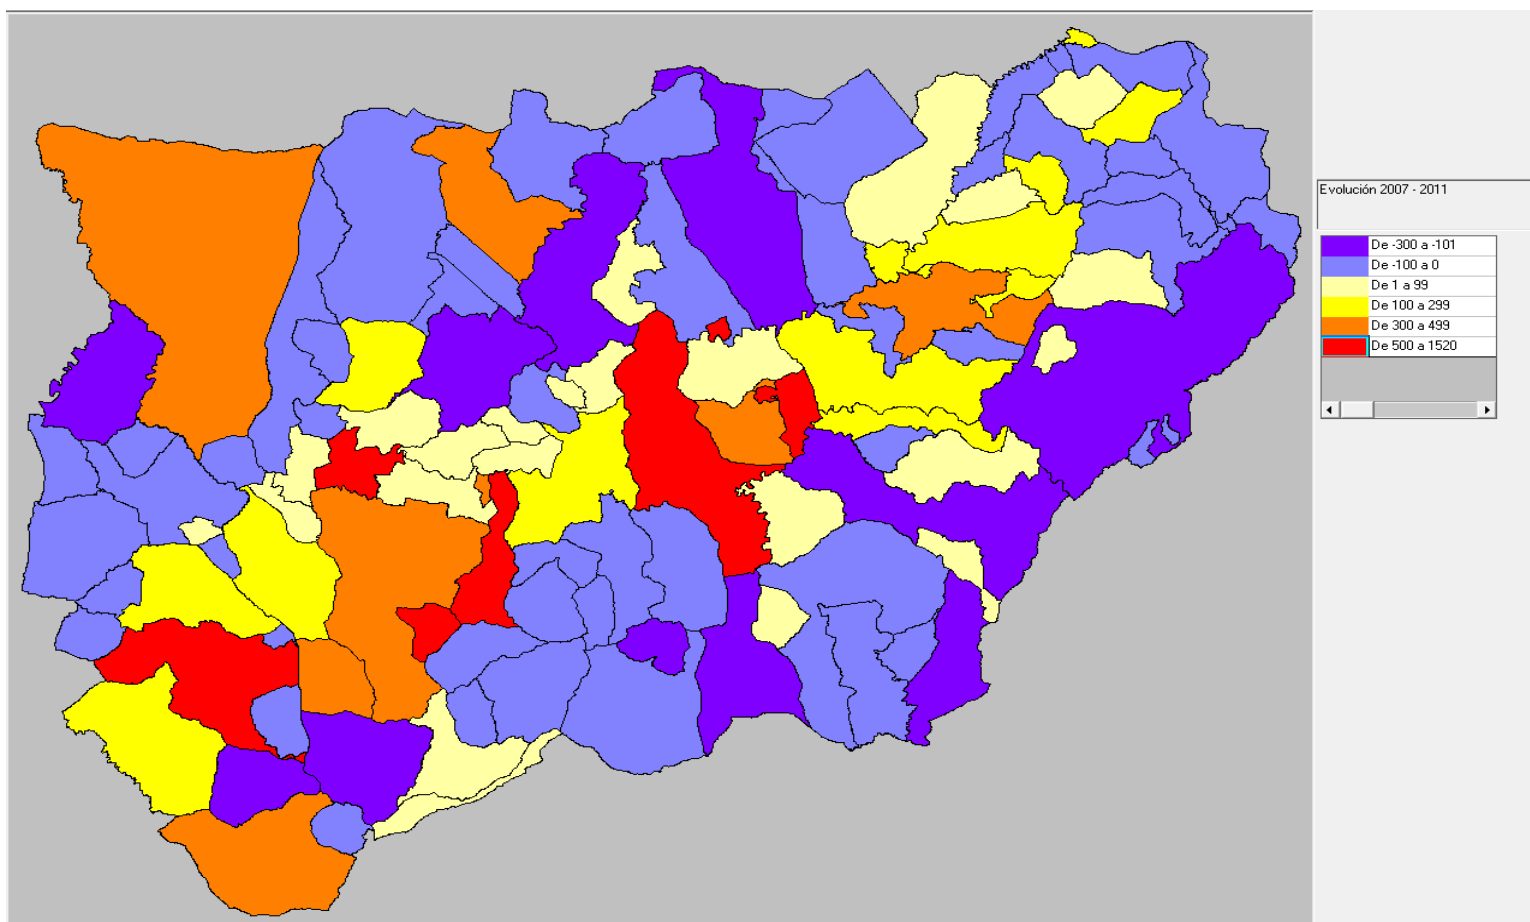 Evolución 2007 - 2011
De -300 a -101
De -100 a 0
De 1 a 99
De 100 a 299
De 300 a 499
De 500 a 1520